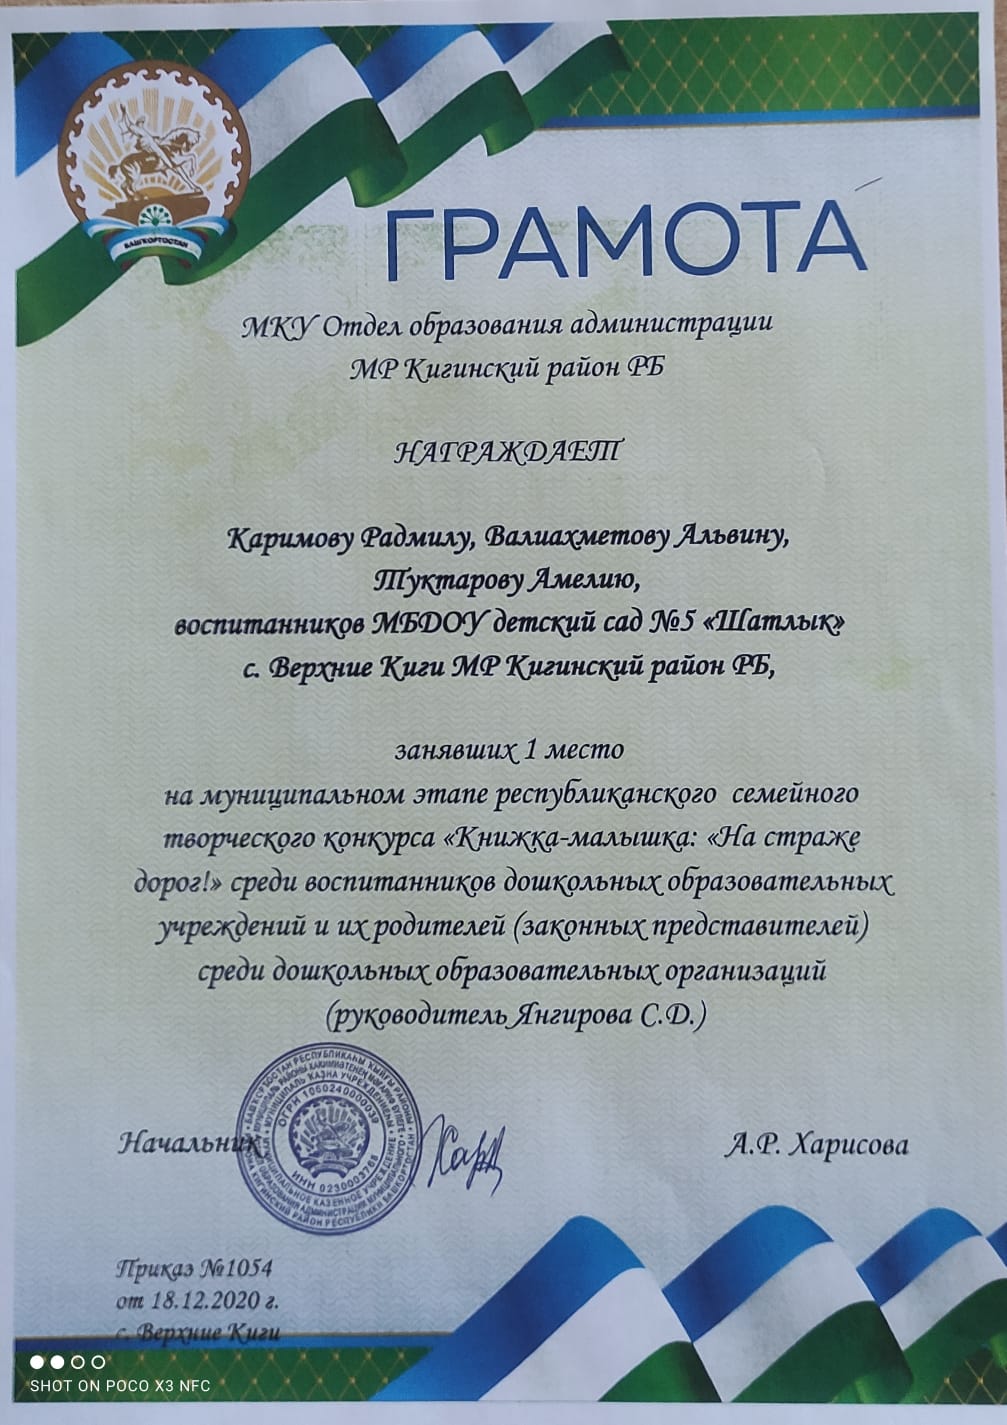 БАШҠОРТОСТАН
ГРАМОТА
МКУ Отдел образования администрации
МР Кигинский район РБ
НАГРАЖДАЕТ
Каримову Радмилу, Валиахметову Альвину,
Туктарову Амелию,
воспитанников МБДОУ детский сад №5 «Шатлык»
с. Верхние Киги МР Кигинский район РБ,
занявших 1 место
на муниципальном этапе республиканского семейного
творческого конкурса «Книжка-малышка: «На страже
дорог!» среди воспитанников дошкольных образовательных
учреждений и их родителей (законных представителей)
среди дошкольных образовательных организаций
(руководитель Янгирова С.Д.)
Начальник
А.Р. Харисова
ИНН 0230003768
Приказ №1054
от 18.12.2020 г.
с. Верхние Киги
SHOT ON POCO X3 NFC